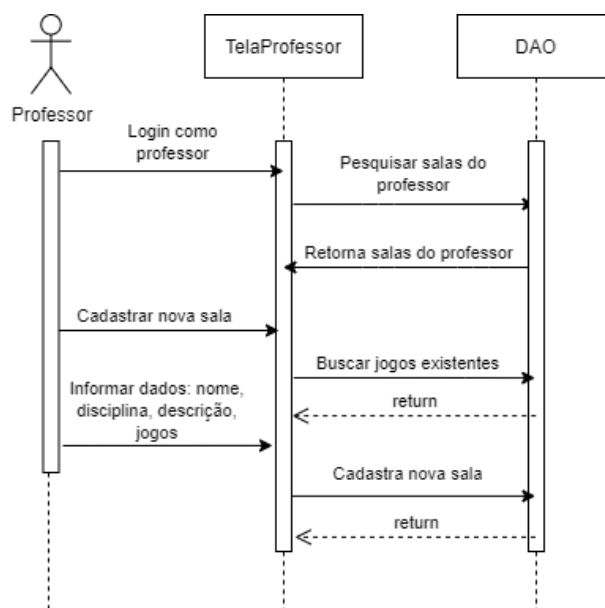 TelaProfessor
DAO
Professor
Login como
professor
Pesquisar salas do
professor
Retorna salas do professor
Cadastrar nova sala
Buscar jogos existentes
Informar dados: nome,
disciplina, descrição,
jogos
return
Cadastra nova sala
return